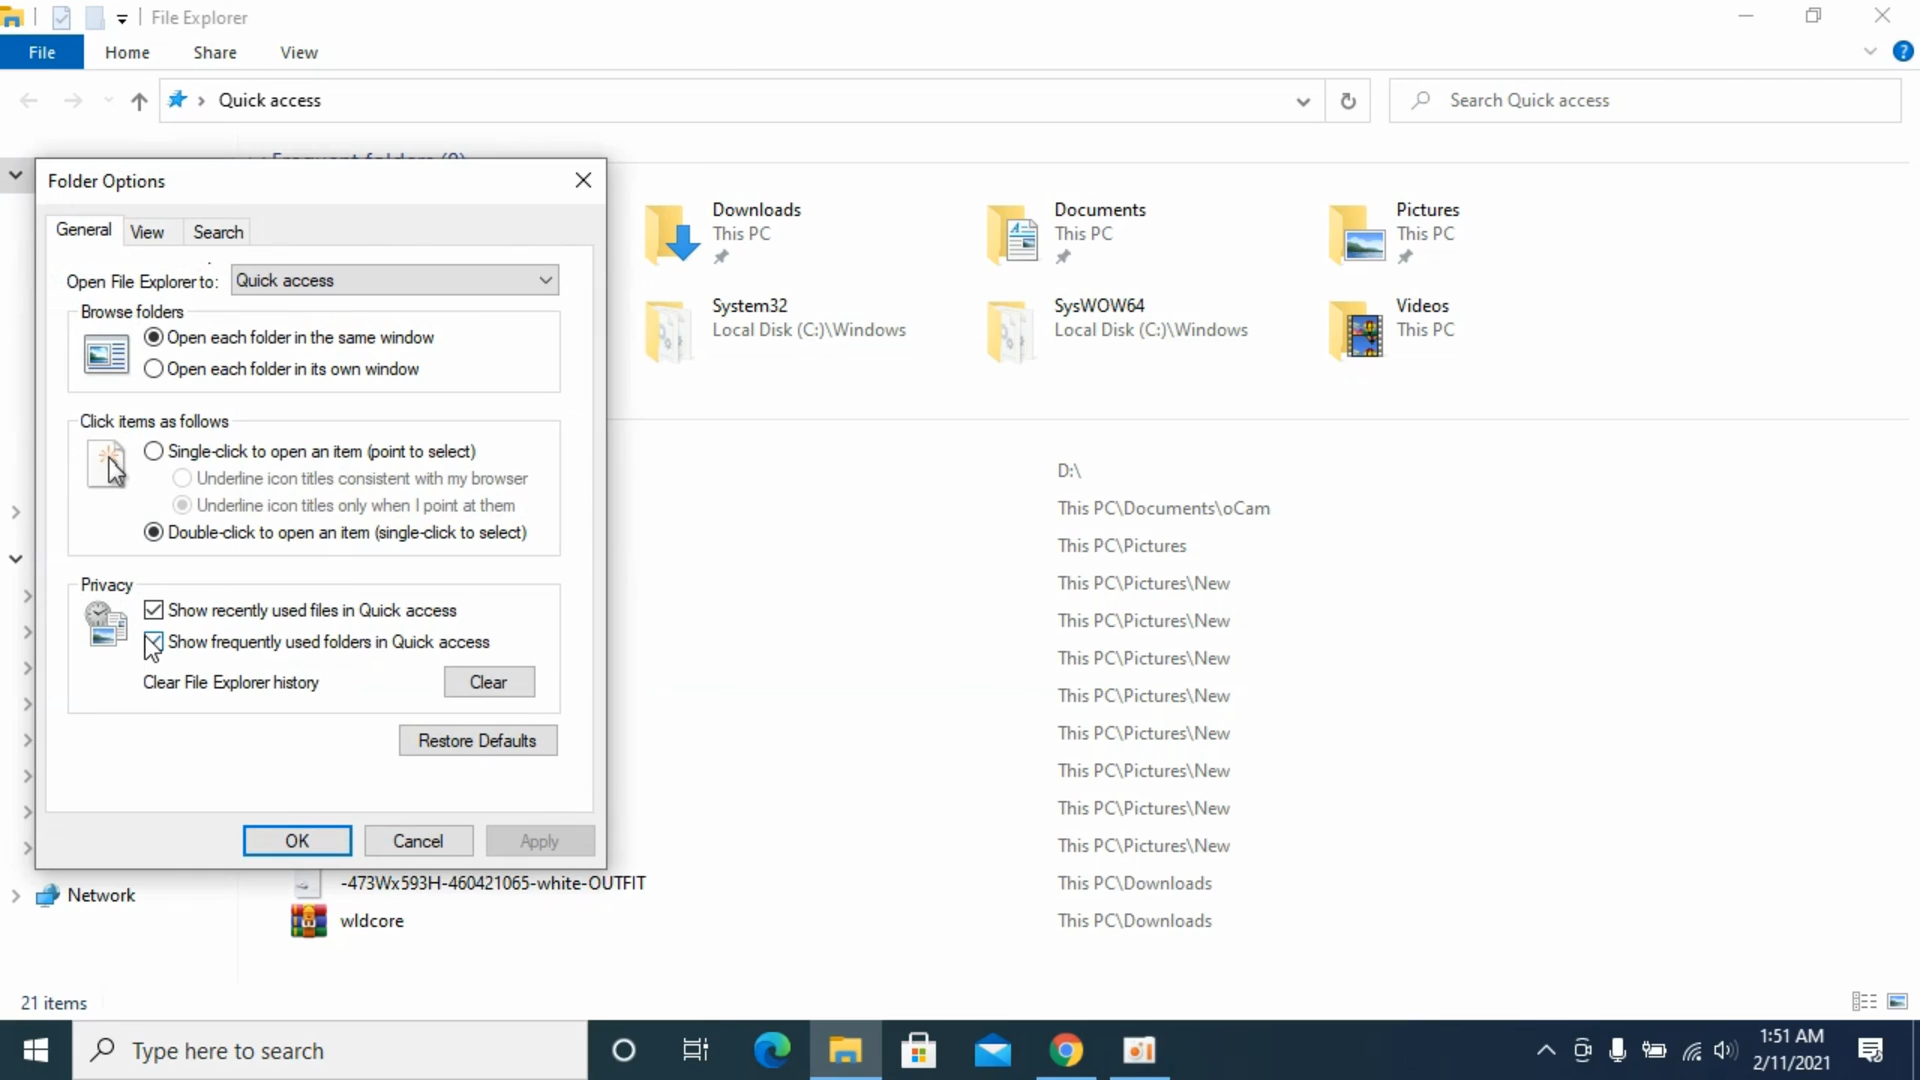 File Explorer
File Home Share View
Quick access
Search Quick access
Frequent folders (9)
Folder Options
General View Search
Open File Explorer to: Quick access
Browse folders
Open each folder in the same window
Open each folder in its own window
Click items as follows
Single-click to open an item (point to select)
Underline icon titles consistent with my browser
Underline icon titles only when I point at them
Double-click to open an item (single-click to select)
Privacy
Show recently used files in Quick access
Show frequently used folders in Quick access
Clear File Explorer history Clear
Restore Defaults
OK Cancel Apply
Downloads
This PC
Documents
This PC
Pictures
This PC
System32
Local Disk (C:)\Windows
SysWOW64
Local Disk (C:)\Windows
Videos
This PC
D:\
This PC\Documents\oCam
This PC\Pictures
This PC\Pictures\New
This PC\Pictures\New
This PC\Pictures\New
This PC\Pictures\New
This PC\Pictures\New
This PC\Pictures\New
This PC\Pictures\New
This PC\Pictures\New
-473Wx593H-460421065-white-OUTFIT This PC\Downloads
wldcore This PC\Downloads
Network
21 items
Type here to search
1:51 AM
2/11/2021